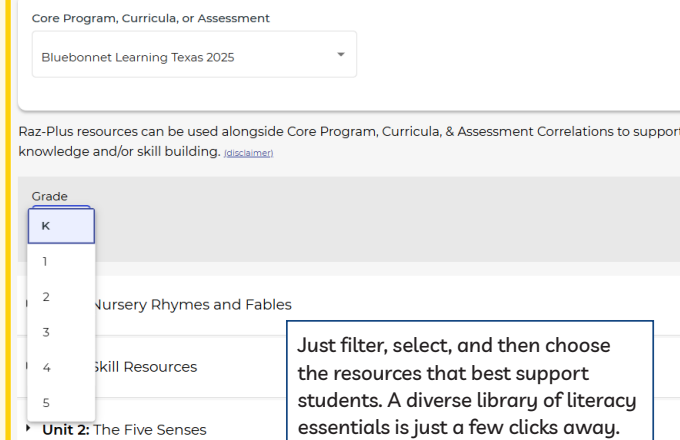 Core Program, Curricula, or Assessment
Bluebonnet Learning Texas 2025
Raz-Plus resources can be used alongside Core Program, Curricula, & Assessment Correlations to support
knowledge and/or skill building. (disclaimer)
Grade
K
1
2
Nursery Rhymes and Fables
3
4
Skill Resources
5
Unit 2: The Five Senses
Just filter, select, and then choose
the resources that best support
students. A diverse library of literacy
essentials is just a few clicks away.